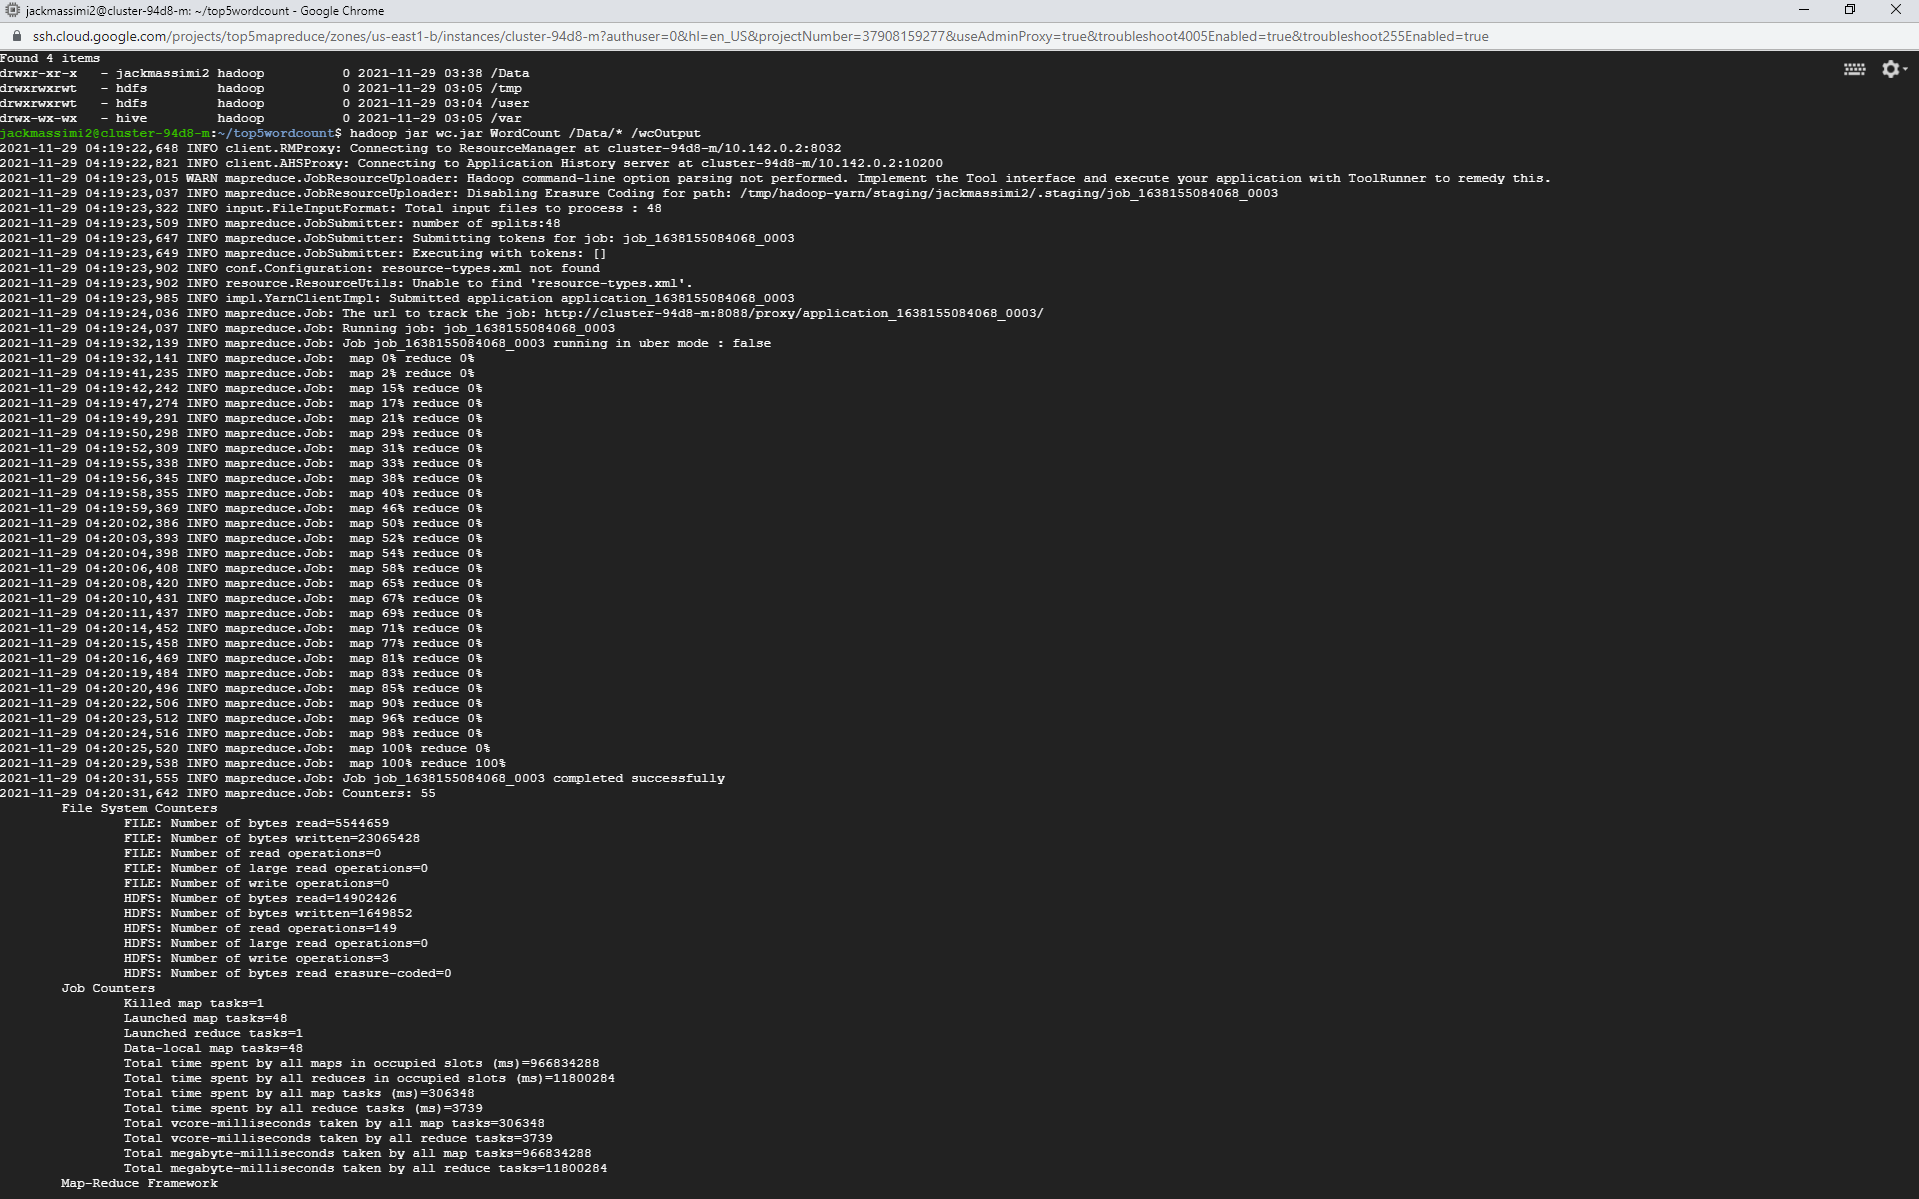 jackmassimi2@cluster-94d8-m: ~/top5wordcount - Google Chrome
ssh.cloud.google.com/projects/top5mapreduce/zones/us-east1-b/instances/cluster-94d8-m?authuser=0&hl=en_US&projectNumber=37908159277&useAdminProxy=true&troubleshoot4005Enabled=true&troubleshoot255Enabled=true
Found 4 items
drwxr-xr-x   - jackmassimi2 hadoop          0 2021-11-29 03:38 /Data
drwxrwxrwt   - hdfs         hadoop          0 2021-11-29 03:05 /tmp
drwxrwxrwt   - hdfs         hadoop          0 2021-11-29 03:04 /user
drwx-wx-wx   - hive         hadoop          0 2021-11-29 03:05 /var
jackmassimi2@cluster-94d8-m:~/top5wordcount$ hadoop jar wc.jar WordCount /Data/* /wcOutput
2021-11-29 04:19:22,648 INFO client.RMProxy: Connecting to ResourceManager at cluster-94d8-m/10.142.0.2:8032
2021-11-29 04:19:22,821 INFO client.AHSProxy: Connecting to Application History server at cluster-94d8-m/10.142.0.2:10200
2021-11-29 04:19:23,015 WARN mapreduce.JobResourceUploader: Hadoop command-line option parsing not performed. Implement the Tool interface and execute your application with ToolRunner to remedy this.
2021-11-29 04:19:23,037 INFO mapreduce.JobResourceUploader: Disabling Erasure Coding for path: /tmp/hadoop-yarn/staging/jackmassimi2/.staging/job_1638155084068_0003
2021-11-29 04:19:23,322 INFO input.FileInputFormat: Total input files to process : 48
2021-11-29 04:19:23,509 INFO mapreduce.JobSubmitter: number of splits:48
2021-11-29 04:19:23,647 INFO mapreduce.JobSubmitter: Submitting tokens for job: job_1638155084068_0003
2021-11-29 04:19:23,649 INFO mapreduce.JobSubmitter: Executing with tokens: []
2021-11-29 04:19:23,902 INFO conf.Configuration: resource-types.xml not found
2021-11-29 04:19:23,902 INFO resource.ResourceUtils: Unable to find 'resource-types.xml'.
2021-11-29 04:19:23,985 INFO impl.YarnClientImpl: Submitted application application_1638155084068_0003
2021-11-29 04:19:24,036 INFO mapreduce.Job: The url to track the job: http://cluster-94d8-m:8088/proxy/application_1638155084068_0003/
2021-11-29 04:19:24,037 INFO mapreduce.Job: Running job: job_1638155084068_0003
2021-11-29 04:19:32,139 INFO mapreduce.Job: Job job_1638155084068_0003 running in uber mode : false
2021-11-29 04:19:32,141 INFO mapreduce.Job:  map 0% reduce 0%
2021-11-29 04:19:41,235 INFO mapreduce.Job:  map 2% reduce 0%
2021-11-29 04:19:42,242 INFO mapreduce.Job:  map 15% reduce 0%
2021-11-29 04:19:47,274 INFO mapreduce.Job:  map 17% reduce 0%
2021-11-29 04:19:49,291 INFO mapreduce.Job:  map 21% reduce 0%
2021-11-29 04:19:50,298 INFO mapreduce.Job:  map 29% reduce 0%
2021-11-29 04:19:52,309 INFO mapreduce.Job:  map 31% reduce 0%
2021-11-29 04:19:55,338 INFO mapreduce.Job:  map 33% reduce 0%
2021-11-29 04:19:56,345 INFO mapreduce.Job:  map 38% reduce 0%
2021-11-29 04:19:58,355 INFO mapreduce.Job:  map 40% reduce 0%
2021-11-29 04:19:59,369 INFO mapreduce.Job:  map 46% reduce 0%
2021-11-29 04:20:02,386 INFO mapreduce.Job:  map 50% reduce 0%
2021-11-29 04:20:03,393 INFO mapreduce.Job:  map 52% reduce 0%
2021-11-29 04:20:04,398 INFO mapreduce.Job:  map 54% reduce 0%
2021-11-29 04:20:06,408 INFO mapreduce.Job:  map 58% reduce 0%
2021-11-29 04:20:08,420 INFO mapreduce.Job:  map 65% reduce 0%
2021-11-29 04:20:10,431 INFO mapreduce.Job:  map 67% reduce 0%
2021-11-29 04:20:11,437 INFO mapreduce.Job:  map 69% reduce 0%
2021-11-29 04:20:14,452 INFO mapreduce.Job:  map 71% reduce 0%
2021-11-29 04:20:15,458 INFO mapreduce.Job:  map 77% reduce 0%
2021-11-29 04:20:16,469 INFO mapreduce.Job:  map 81% reduce 0%
2021-11-29 04:20:19,484 INFO mapreduce.Job:  map 83% reduce 0%
2021-11-29 04:20:20,496 INFO mapreduce.Job:  map 85% reduce 0%
2021-11-29 04:20:22,506 INFO mapreduce.Job:  map 90% reduce 0%
2021-11-29 04:20:23,512 INFO mapreduce.Job:  map 96% reduce 0%
2021-11-29 04:20:24,516 INFO mapreduce.Job:  map 98% reduce 0%
2021-11-29 04:20:25,520 INFO mapreduce.Job:  map 100% reduce 0%
2021-11-29 04:20:29,538 INFO mapreduce.Job:  map 100% reduce 100%
2021-11-29 04:20:31,555 INFO mapreduce.Job: Job job_1638155084068_0003 completed successfully
2021-11-29 04:20:31,642 INFO mapreduce.Job: Counters: 55
File System Counters
FILE: Number of bytes read=5544659
FILE: Number of bytes written=23065428
FILE: Number of read operations=0
FILE: Number of large read operations=0
FILE: Number of write operations=0
HDFS: Number of bytes read=14902426
HDFS: Number of bytes written=1649852
HDFS: Number of read operations=149
HDFS: Number of large read operations=0
HDFS: Number of write operations=3
HDFS: Number of bytes read erasure-coded=0
Job Counters
Killed map tasks=1
Launched map tasks=48
Launched reduce tasks=1
Data-local map tasks=48
Total time spent by all maps in occupied slots (ms)=966834288
Total time spent by all reduces in occupied slots (ms)=11800284
Total time spent by all map tasks (ms)=306348
Total time spent by all reduce tasks (ms)=3739
Total vcore-milliseconds taken by all map tasks=306348
Total vcore-milliseconds taken by all reduce tasks=3739
Total megabyte-milliseconds taken by all map tasks=966834288
Total megabyte-milliseconds taken by all reduce tasks=11800284
Map-Reduce Framework